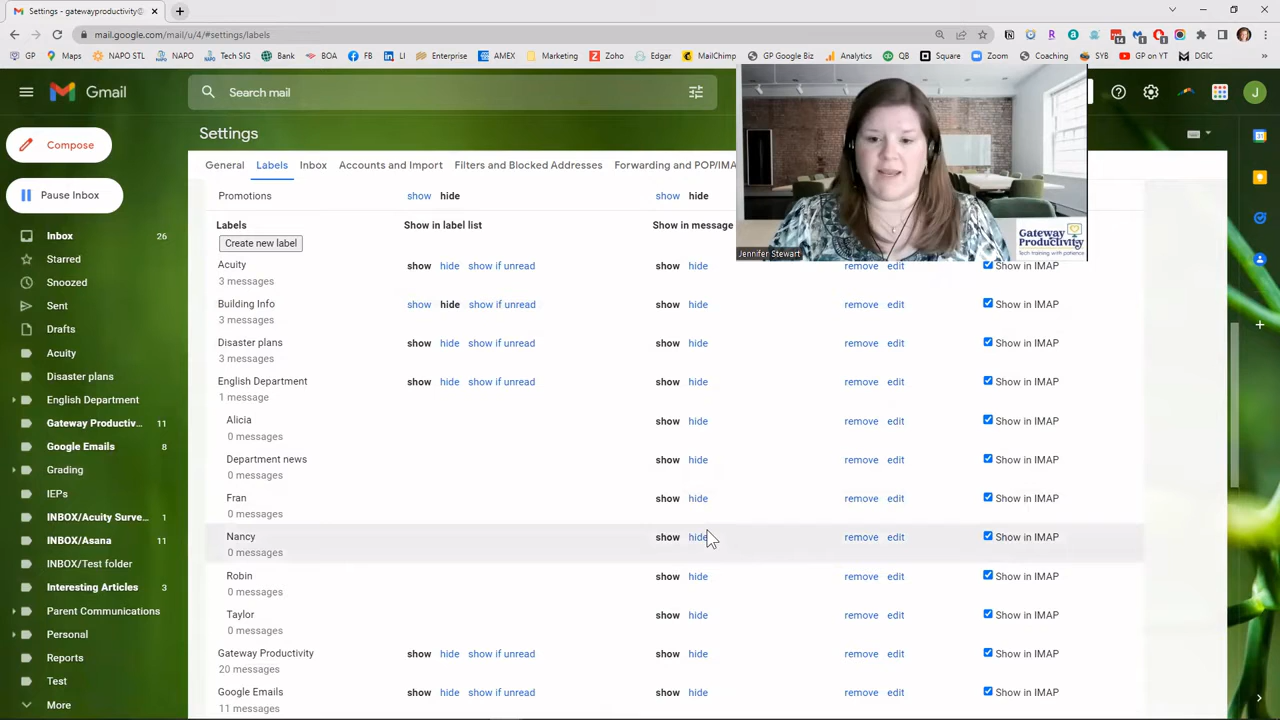 Settings - gatewayproductivity@
mail.google.com/mail/u/4/#settings/labels
GP Maps NAPO STL NAPO Tech SIG Bank BOA FB LI Enterprise AMEX Marketing Zoho Edgar MailChimp GP Google Biz Analytics QB Square Zoom Coaching SYB GP on YT DGIC
Gmail
Search mail
J
Compose
Settings
General Labels Inbox Accounts and Import Filters and Blocked Addresses Forwarding and POP/IMA
Pause Inbox
Promotions show hide show hide
Labels Show in label list Show in message
Create new label
Jennifer Stewart
Gateway Productivity
Tech training with patience
Inbox 26
Starred
Snoozed
Sent
Drafts
Acuity
Disaster plans
English Department
Gateway Productiv... 11
Google Emails 8
Grading
IEPs
INBOX/Acuity Surve... 1
INBOX/Asana 11
INBOX/Test folder
Interesting Articles 3
Parent Communications
Personal
Reports
Test
More
Acuity show hide show if unread show hide remove edit Show in IMAP
3 messages
Building Info show hide show if unread show hide remove edit Show in IMAP
3 messages
Disaster plans show hide show if unread show hide remove edit Show in IMAP
3 messages
English Department show hide show if unread show hide remove edit Show in IMAP
1 message
Alicia show hide remove edit Show in IMAP
0 messages
Department news show hide remove edit Show in IMAP
0 messages
Fran show hide remove edit Show in IMAP
0 messages
Nancy show hide remove edit Show in IMAP
0 messages
Robin show hide remove edit Show in IMAP
0 messages
Taylor show hide remove edit Show in IMAP
0 messages
Gateway Productivity show hide show if unread show hide remove edit Show in IMAP
20 messages
Google Emails show hide show if unread show hide remove edit Show in IMAP
11 messages